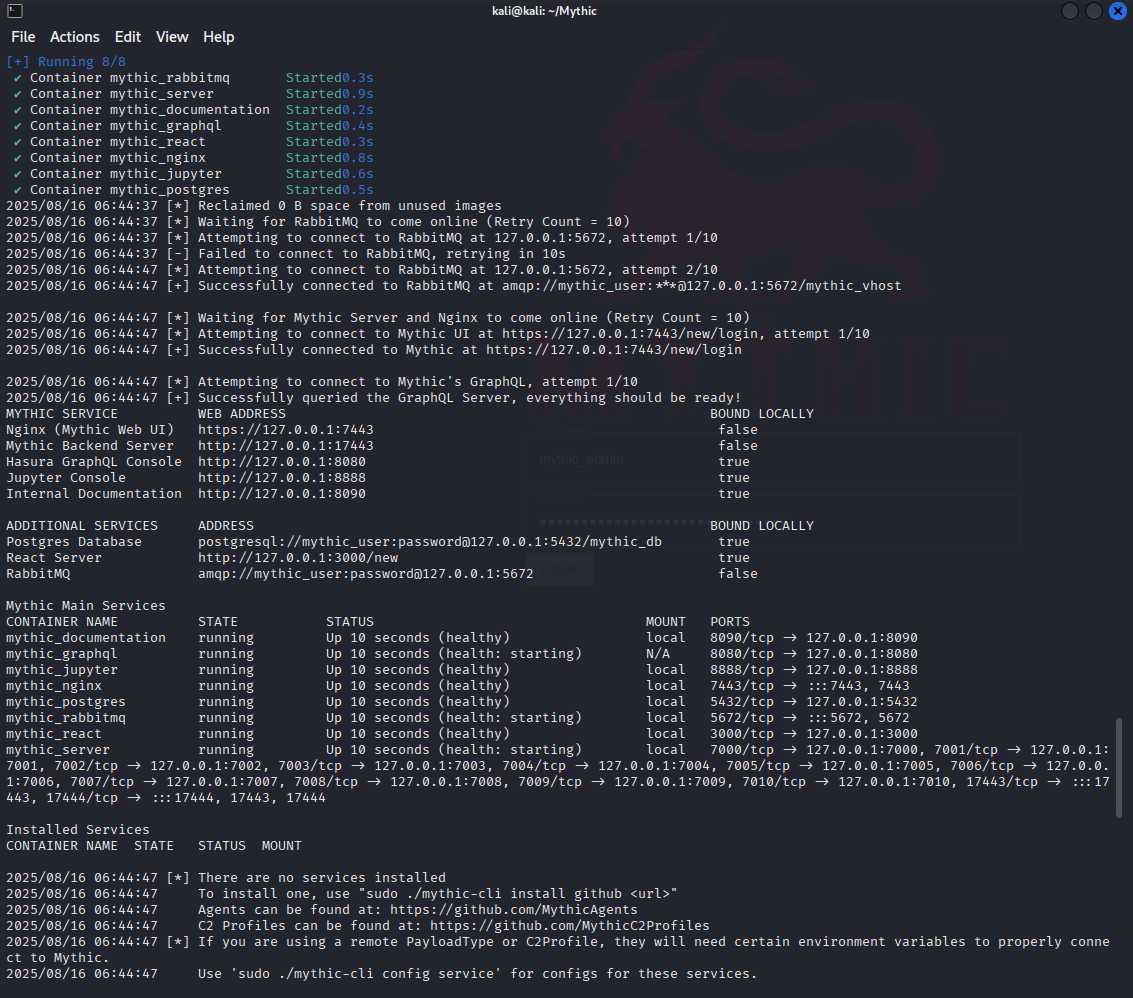 kali@kali: ~/Mythic
File Actions Edit View Help
[+] Running 8/8
✔ Container mythic_rabbitmq Started0.3s
✔ Container mythic_server Started0.9s
✔ Container mythic_documentation Started0.2s
✔ Container mythic_graphql Started0.4s
✔ Container mythic_react Started0.3s
✔ Container mythic_nginx Started0.8s
✔ Container mythic_jupyter Started0.6s
✔ Container mythic_postgres Started0.5s
2025/08/16 06:44:37 [*] Reclaimed 0 B space from unused images
2025/08/16 06:44:37 [*] Waiting for RabbitMQ to come online (Retry Count = 10)
2025/08/16 06:44:37 [*] Attempting to connect to RabbitMQ at 127.0.0.1:5672, attempt 1/10
2025/08/16 06:44:37 [-] Failed to connect to RabbitMQ, retrying in 10s
2025/08/16 06:44:47 [*] Attempting to connect to RabbitMQ at 127.0.0.1:5672, attempt 2/10
2025/08/16 06:44:47 [+] Successfully connected to RabbitMQ at amqp://mythic_user:***@127.0.0.1:5672/mythic_vhost
2025/08/16 06:44:47 [*] Waiting for Mythic Server and Nginx to come online (Retry Count = 10)
2025/08/16 06:44:47 [*] Attempting to connect to Mythic UI at https://127.0.0.1:7443/new/login, attempt 1/10
2025/08/16 06:44:47 [+] Successfully connected to Mythic at https://127.0.0.1:7443/new/login
2025/08/16 06:44:47 [*] Attempting to connect to Mythic's GraphQL, attempt 1/10
2025/08/16 06:44:47 [+] Successfully queried the GraphQL Server, everything should be ready!
MYTHIC SERVICE WEB ADDRESS BOUND LOCALLY
Nginx (Mythic Web UI) https://127.0.0.1:7443 false
Mythic Backend Server http://127.0.0.1:17443 false
Hasura GraphQL Console http://127.0.0.1:8080 true
mythic_admin
Jupyter Console http://127.0.0.1:8888 true
Internal Documentation http://127.0.0.1:8090 true
ADDITIONAL SERVICES ADDRESS BOUND LOCALLY
Postgres Database postgresql://mythic_user:password@127.0.0.1:5432/mythic_db true
React Server http://127.0.0.1:3000/new true
RabbitMQ amqp://mythic_user:password@127.0.0.1:5672 false
Mythic Main Services
CONTAINER NAME STATE STATUS MOUNT PORTS
mythic_documentation running Up 10 seconds (healthy) local 8090/tcp → 127.0.0.1:8090
mythic_graphql running Up 10 seconds (health: starting) N/A 8080/tcp → 127.0.0.1:8080
mythic_jupyter running Up 10 seconds (healthy) local 8888/tcp → 127.0.0.1:8888
mythic_nginx running Up 10 seconds (healthy) local 7443/tcp → :::7443, 7443
mythic_postgres running Up 10 seconds (healthy) local 5432/tcp → 127.0.0.1:5432
mythic_rabbitmq running Up 10 seconds (health: starting) local 5672/tcp → :::5672, 5672
mythic_react running Up 10 seconds (healthy) local 3000/tcp → 127.0.0.1:3000
mythic_server running Up 10 seconds (health: starting) local 7000/tcp → 127.0.0.1:7000, 7001/tcp → 127.0.0.1:
7001, 7002/tcp → 127.0.0.1:7002, 7003/tcp → 127.0.0.1:7003, 7004/tcp → 127.0.0.1:7004, 7005/tcp → 127.0.0.1:7005, 7006/tcp → 127.0.0.
1:7006, 7007/tcp → 127.0.0.1:7007, 7008/tcp → 127.0.0.1:7008, 7009/tcp → 127.0.0.1:7009, 7010/tcp → 127.0.0.1:7010, 17443/tcp → :::17
443, 17444/tcp → :::17444, 17443, 17444
Installed Services
CONTAINER NAME STATE STATUS MOUNT
2025/08/16 06:44:47 [*] There are no services installed
2025/08/16 06:44:47 To install one, use "sudo ./mythic-cli install github <url>"
2025/08/16 06:44:47 Agents can be found at: https://github.com/MythicAgents
2025/08/16 06:44:47 C2 Profiles can be found at: https://github.com/MythicC2Profiles
2025/08/16 06:44:47 [*] If you are using a remote PayloadType or C2Profile, they will need certain environment variables to properly conne
ct to Mythic.
2025/08/16 06:44:47 Use 'sudo ./mythic-cli config service' for configs for these services.